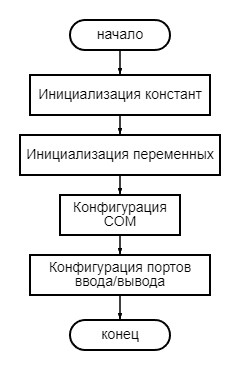 начало
Инициализация констант
Инициализация переменных
Конфигурация
COM
Конфигурация портов
ввода/вывода
конец